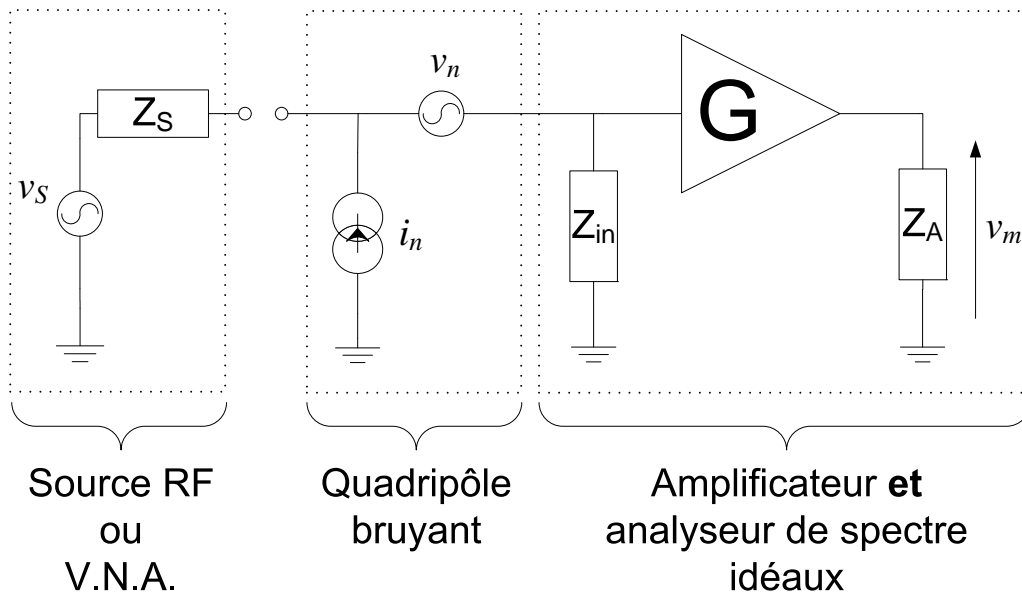 Z_S
v_n
G
v_S
i_n
Z_in
Z_A
v_m
Source RF
ou
V.N.A.
Quadripôle
bruyant
Amplificateur et
analyseur de spectre
idéaux